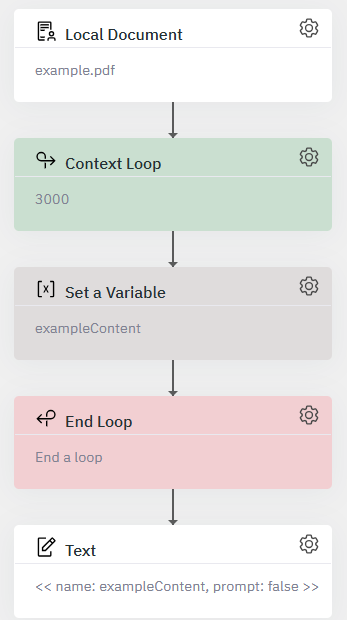 Local Document
example.pdf
Context Loop
3000
Set a Variable
exampleContent
End Loop
End a loop
Text
<< name: exampleContent, prompt: false >>